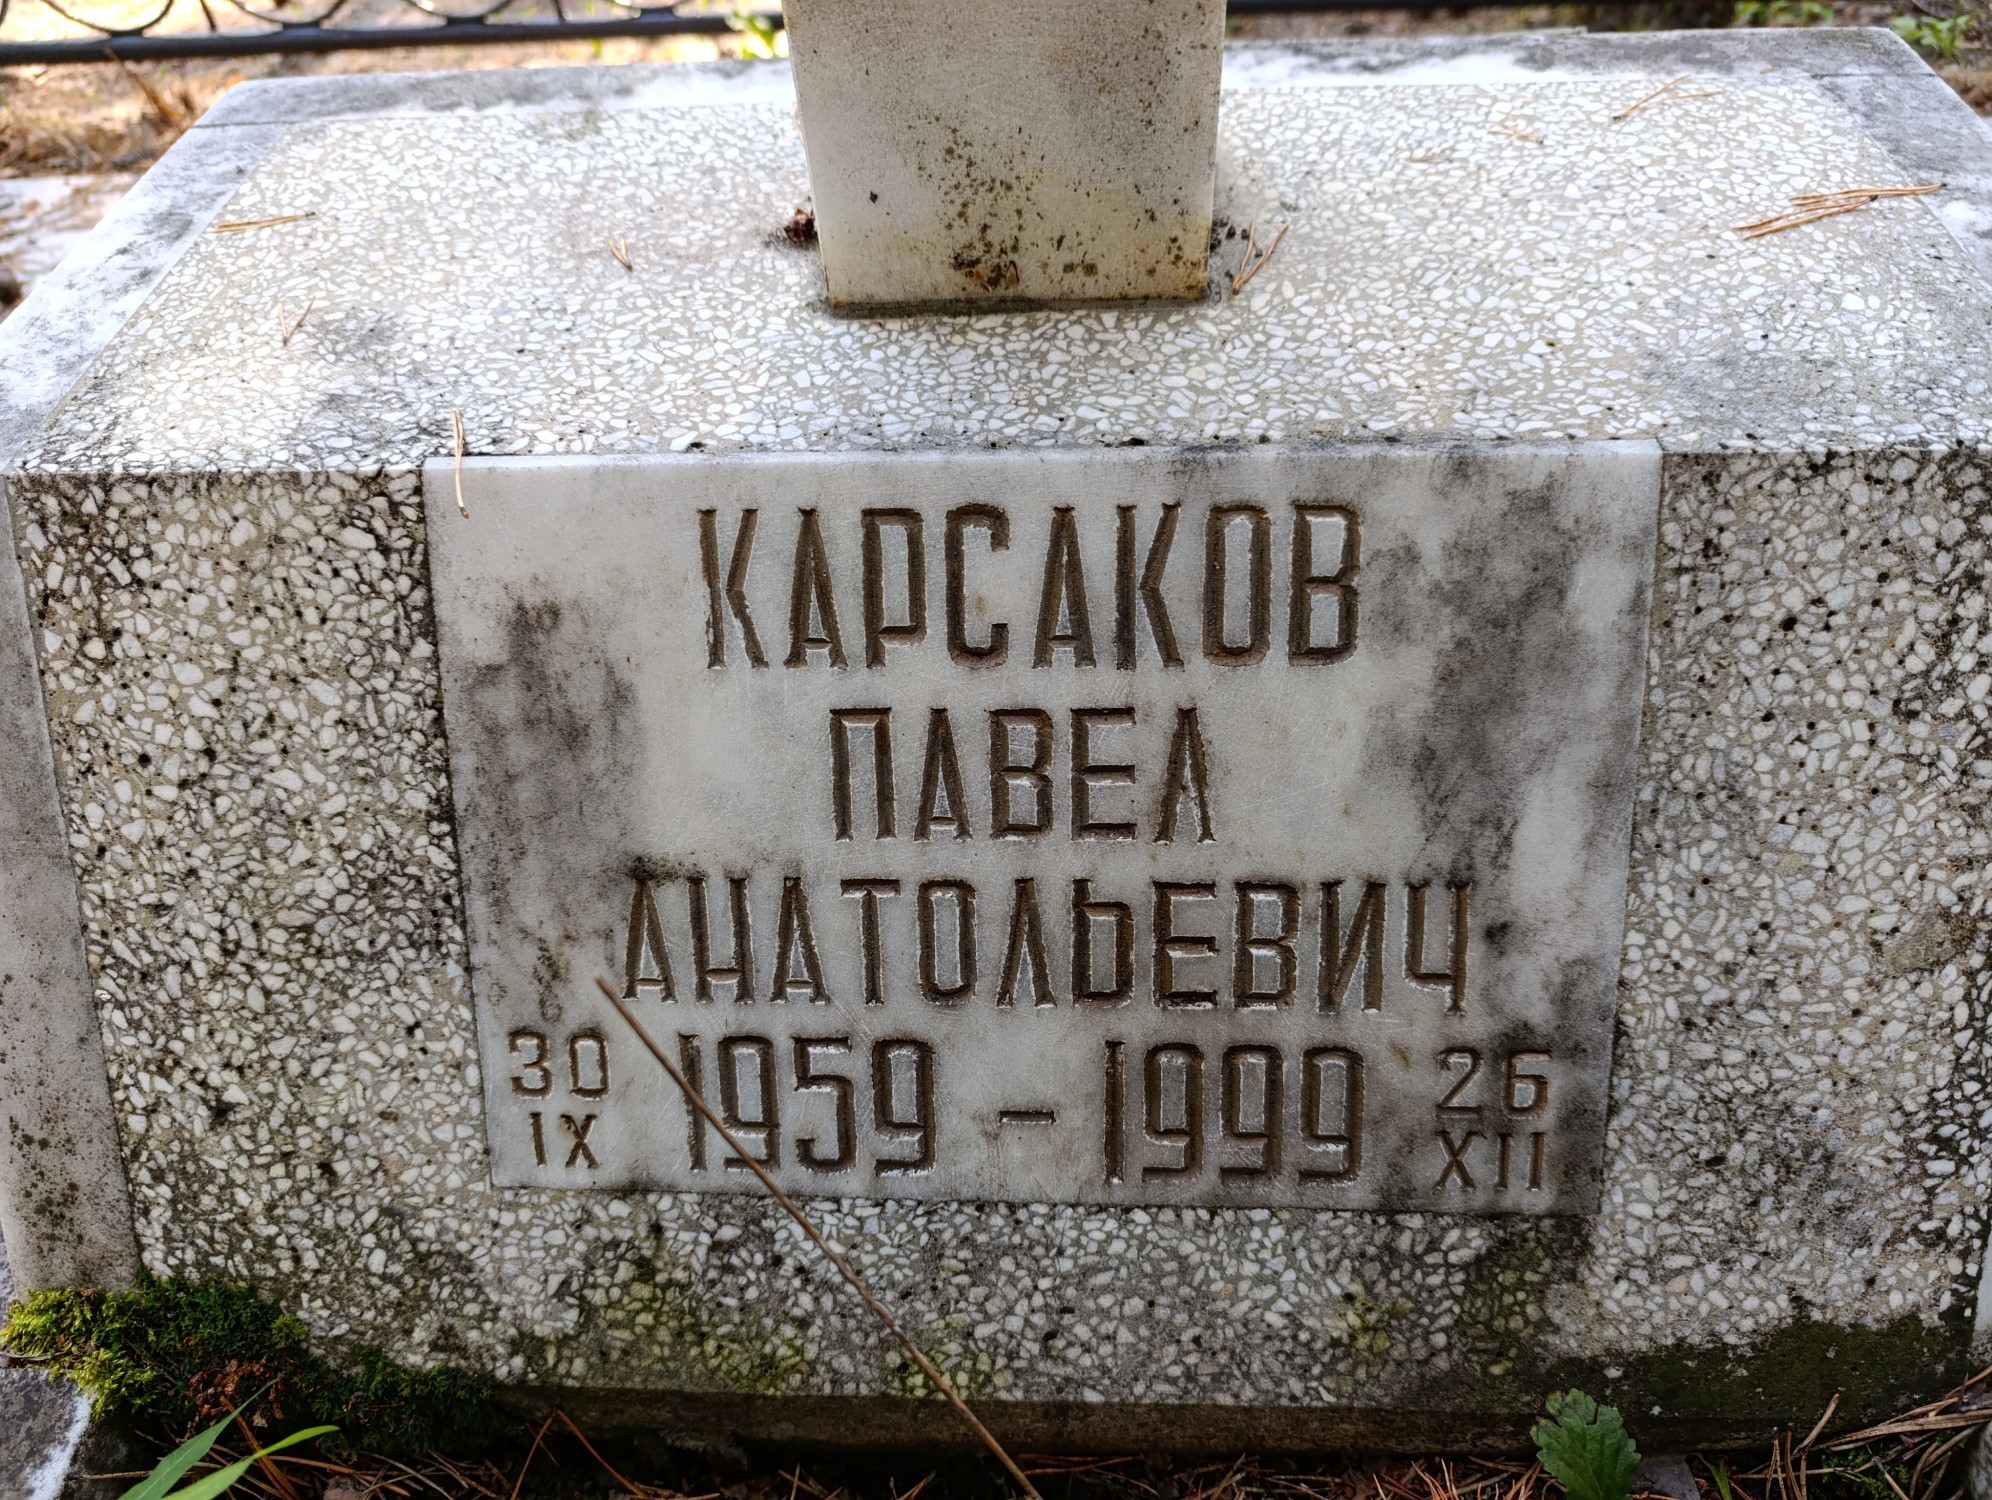 КАРСАКОВ
ПАВЕЛ
АНАТОЛЬЕВИЧ
30 1959 - 1999 26
IX XII